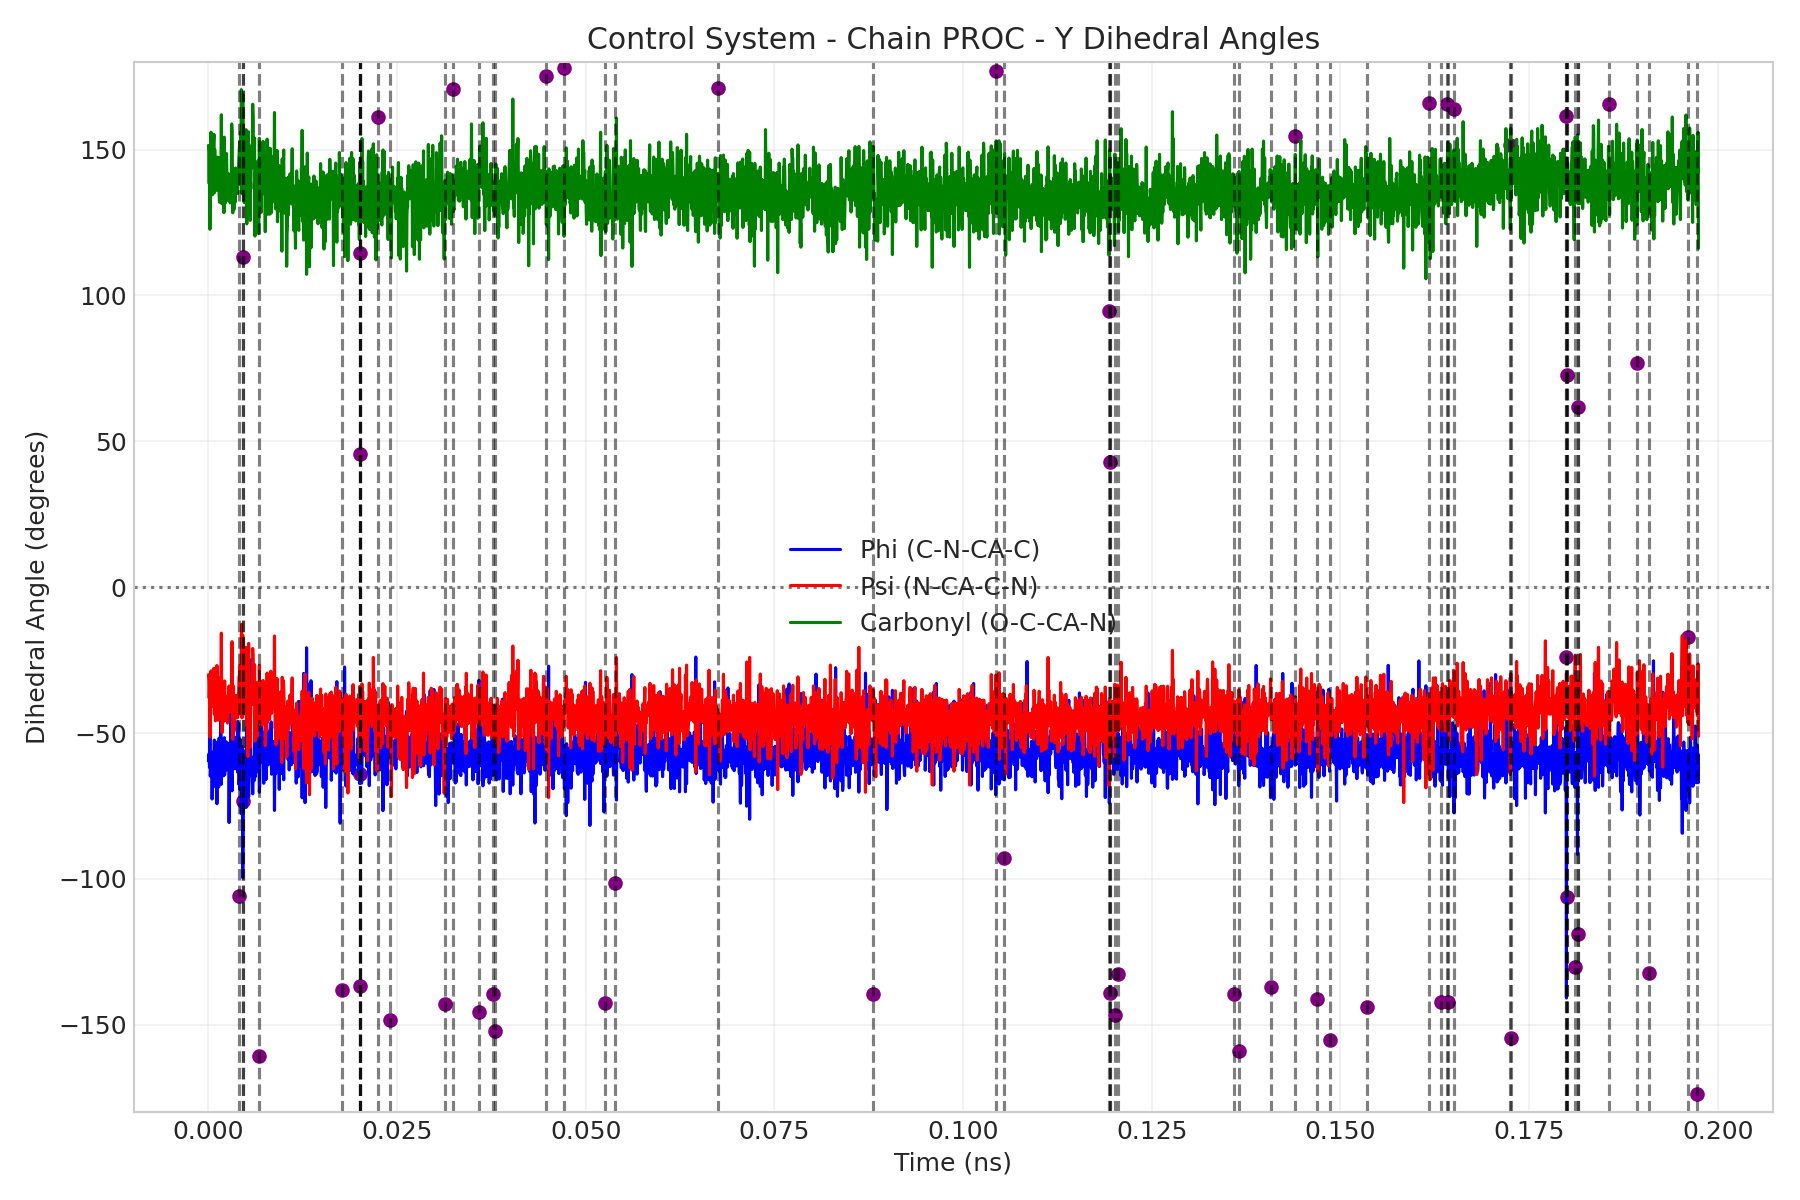 Control System - Chain PROC - Y Dihedral Angles
Dihedral Angle (degrees)
150
100
50
0
−50
−100
−150
Phi (C-N-CA-C)
Psi (N-CA-C-N)
Carbonyl (O-C-CA-N)
0.000
0.025
0.050
0.075
0.100
0.125
0.150
0.175
0.200
Time (ns)